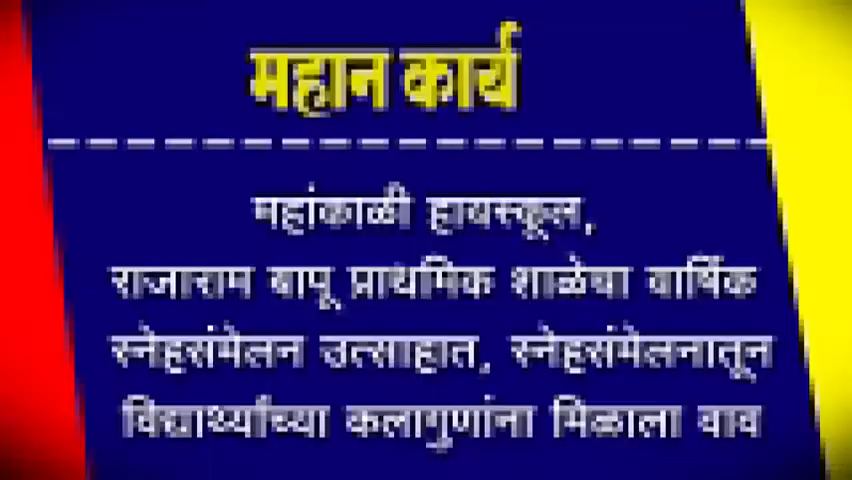 महान कार्य
महांकाळी हायस्कूल,
राजाराम बापू प्राथमिक शाळेचा वार्षिक
स्नेहसंमेलन उत्साहात, स्नेहसंमेलनातून
विद्यार्थ्यांच्या कलागुणांना मिळाला वाव